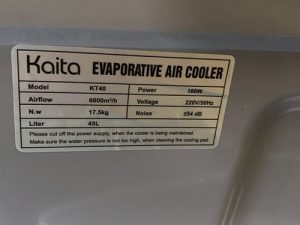 Kaita EVAPORATIVE AIR COOLER
Model KT40 Power 180W
Airflow 6000m³/h Voltage 220V/50Hz
N.w 17.5kg Noise ≤54 dB
Liter 45L
Please cut off the power supply, when the cooler is being maintained.
Make sure the water pressure is not too high, when cleaning the cooling pad.